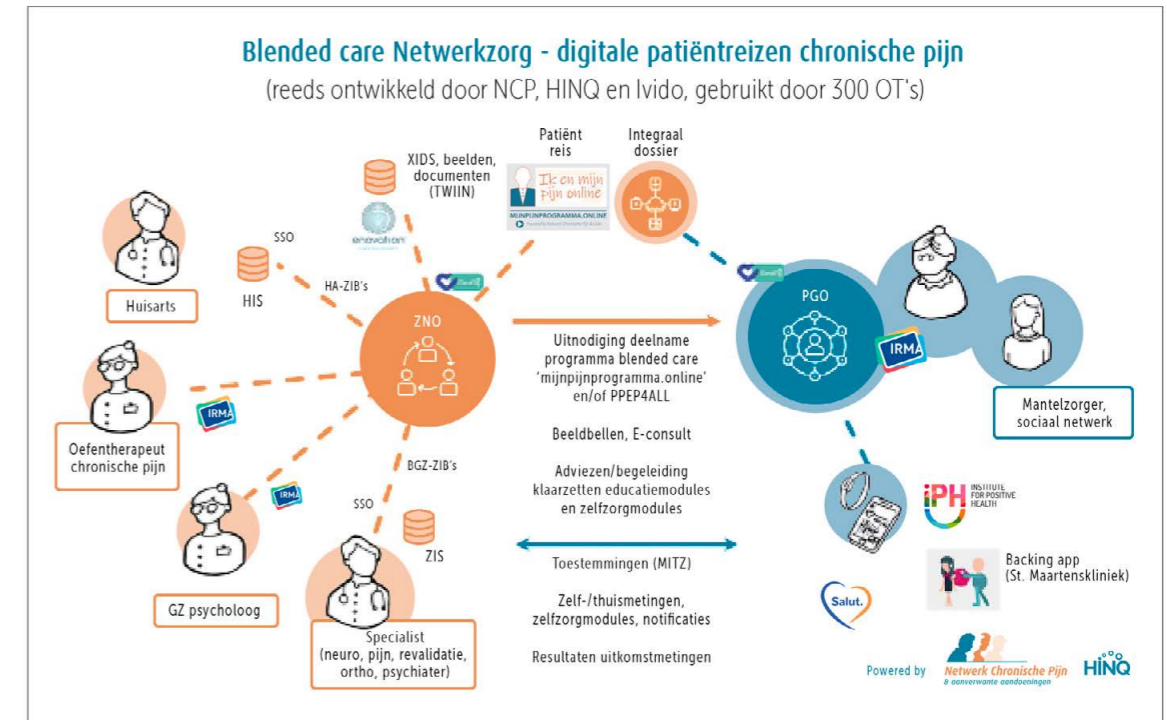 Blended care Netwerkzorg - digitale patiëntreizen chronische pijn
(reeds ontwikkeld door NCP, HINQ en Ivido, gebruikt door 300 OT's)
Patiënt
reis
Integraal
dossier
XIDS, beelden,
documenten
(TWIIN)
Ik en mijn
pijn online
MIJNPIJNPROGRAMMA.ONLINE
enovation
SSO
HIS
HA-ZIB's
Huisarts
ZNO
PGO
IRMA
Uitnodiging deelname
programma blended care
'mijnpijnprogramma.online'
en/of PPEP4ALL
Mantelzorger,
sociaal netwerk
IRMA
Oefentherapeut
chronische pijn
Beeldbellen, E-consult
BGZ-ZIB's
Adviezen/begeleiding
klaarzetten educatiemodules
en zelfzorgmodules
IRMA
SSO
ZIS
iPH
INSTITUTE
FOR POSITIVE
HEALTH
Toestemmingen (MITZ)
Backing app
(St. Maartenskliniek)
GZ psycholoog
Zelf-/thuismetingen,
zelfzorgmodules, notificaties
Salut.
Specialist
(neuro, pijn, revalidatie,
ortho, psychiater)
Resultaten uitkomstmetingen
Powered by
Netwerk Chronische Pijn
& aanverwante aandoeningen
HINQ